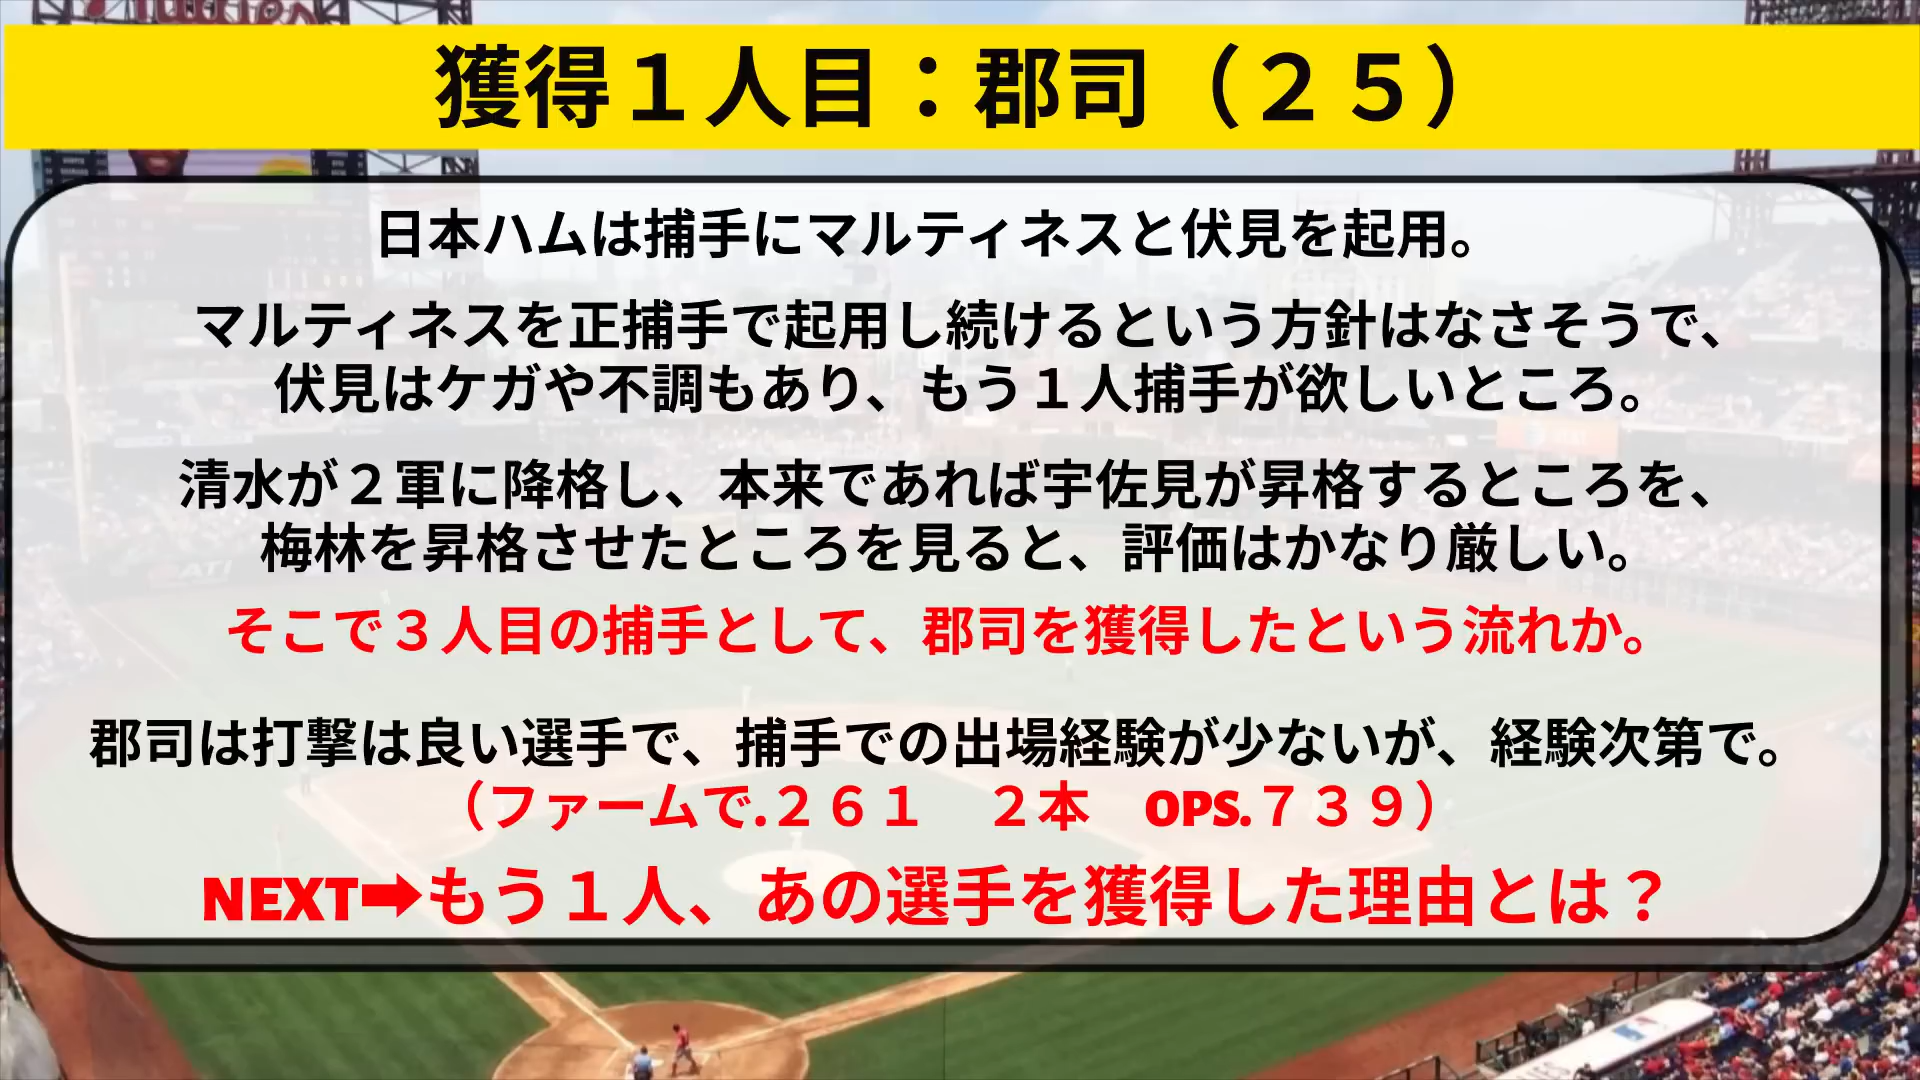 Phillies
獲得１人目：郡司（２５）
日本ハムは捕手にマルティネスと伏見を起用。
マルティネスを正捕手で起用し続けるという方針はなさそうで、
伏見はケガや不調もあり、もう１人捕手が欲しいところ。
清水が２軍に降格し、本来であれば宇佐見が昇格するところを、
梅林を昇格させたところを見ると、評価はかなり厳しい。
そこで３人目の捕手として、郡司を獲得したという流れか。
郡司は打撃は良い選手で、捕手での出場経験が少ないが、経験次第で。
（ファームで.２６１　２本　OPS.７３９）
NEXT➡もう１人、あの選手を獲得した理由とは？